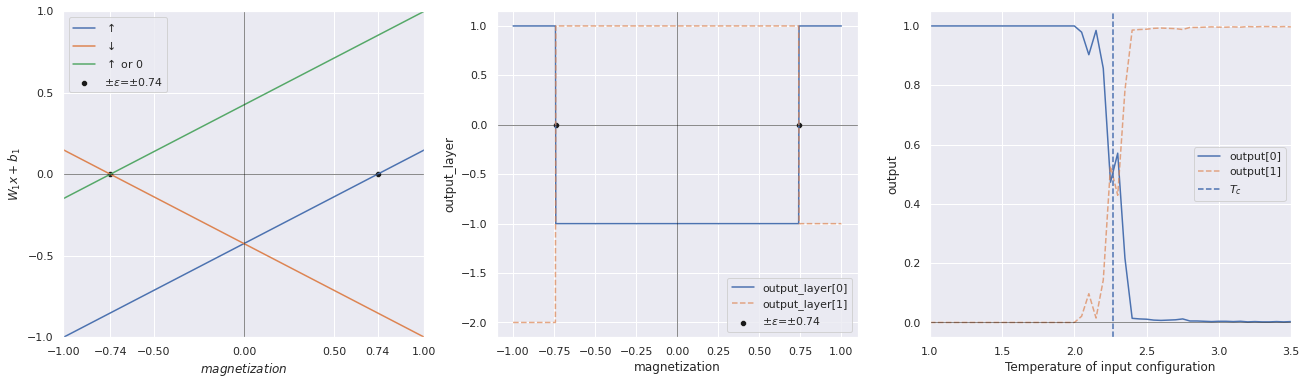 1.0
0.5
0.0
−0.5
−1.0
W₁x + b₁
−1.00 −0.74 −0.50 0.00 0.50 0.74 1.00
magnetization
↑
↓
↑ or 0
±ε=±0.74
1.0
0.5
0.0
−0.5
−1.0
−1.5
−2.0
output_layer
−1.00 −0.75 −0.50 −0.25 0.00 0.25 0.50 0.75 1.00
magnetization
output_layer[0]
output_layer[1]
±ε=±0.74
1.0
0.8
0.6
0.4
0.2
0.0
output
1.0 1.5 2.0 2.5 3.0 3.5
Temperature of input configuration
output[0]
output[1]
T_c